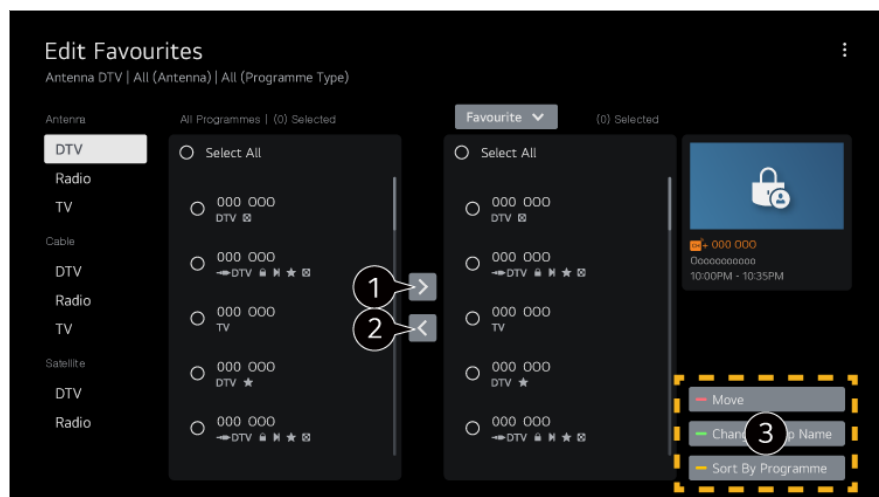 Edit Favourites
Antenna DTV | All (Antenna) | All (Programme Type)
Antenna
DTV
Radio
TV
Cable
DTV
Radio
TV
Satellite
DTV
Radio
All Programmes | (0) Selected
Select All
000 000
DTV
000 000
DTV
000 000
TV
000 000
DTV
000 000
DTV
1
2
Favourite
(0) Selected
Select All
000 000
DTV
000 000
DTV
000 000
TV
000 000
DTV
000 000
DTV
000 000
Oooooooooo
10:00PM - 10:35PM
Move
3
Name
Sort By Programme